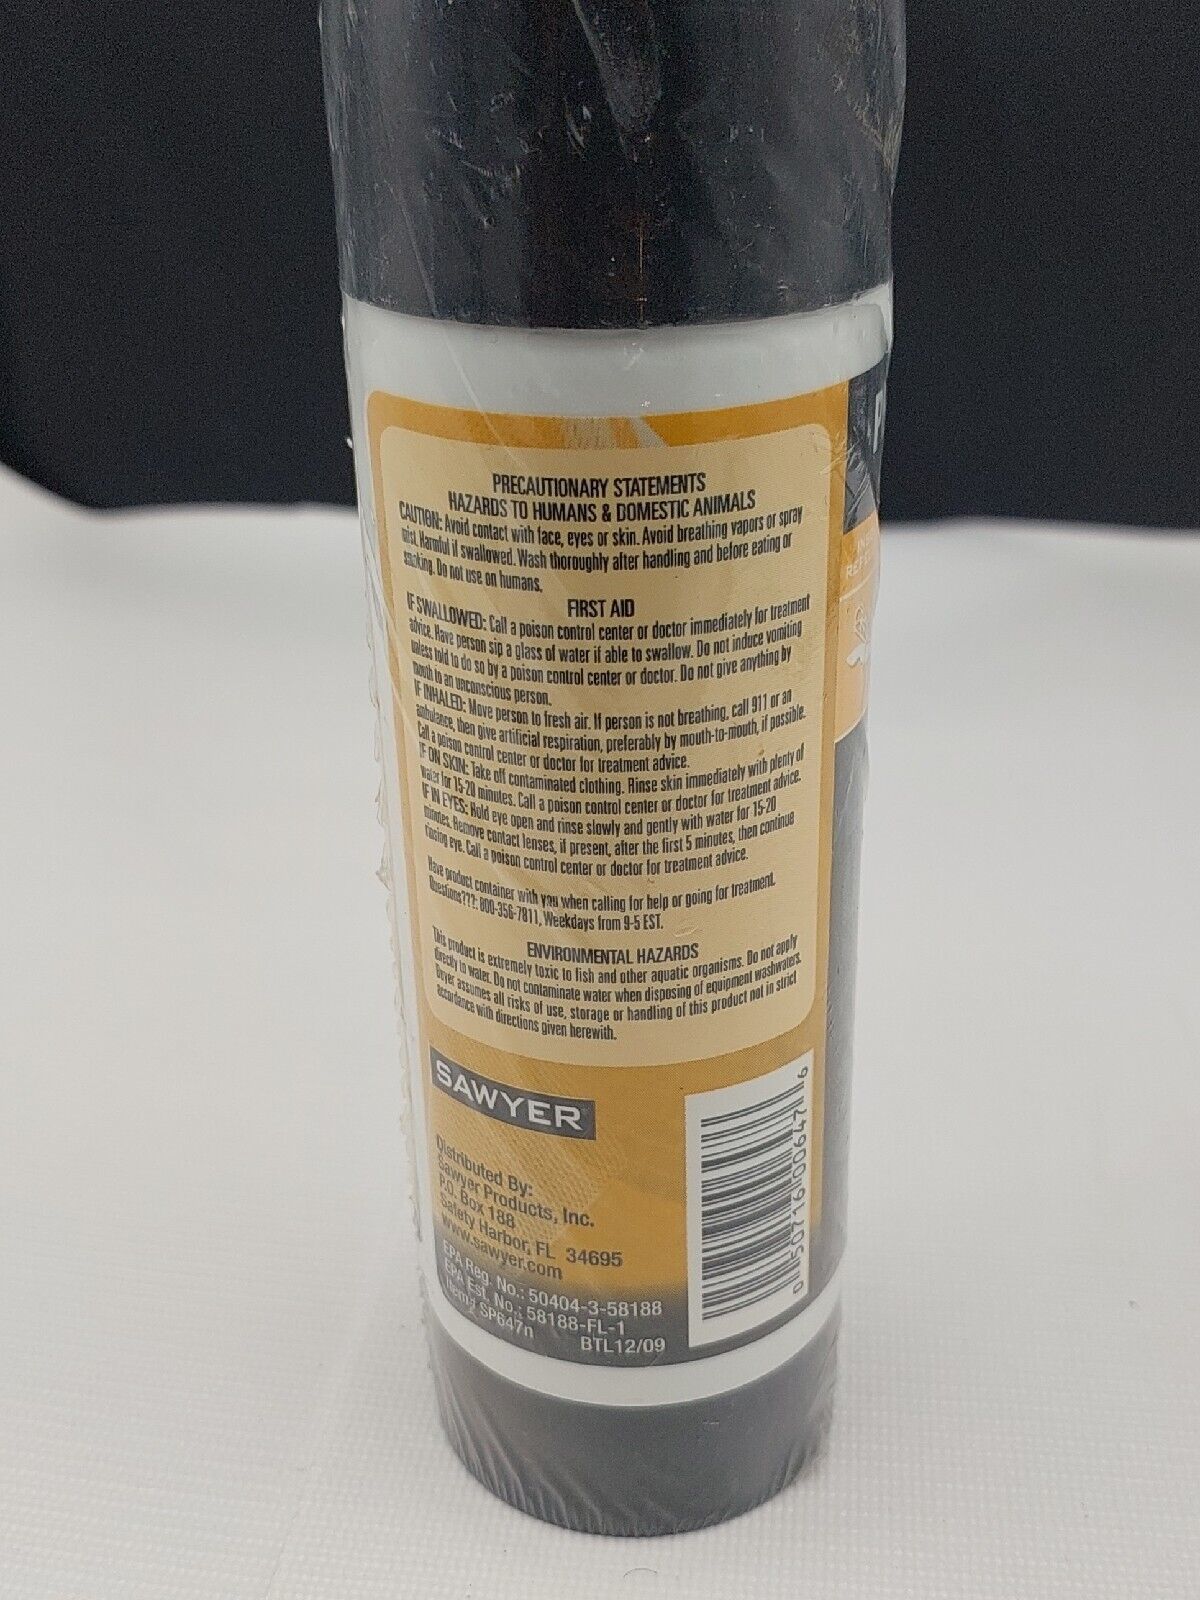 PRECAUTIONARY STATEMENTS
HAZARDS TO HUMANS & DOMESTIC ANIMALS
CAUTION: Avoid contact with face, eyes or skin. Avoid breathing vapors or spray
mist. Harmful if swallowed. Wash thoroughly after handling and before eating or
smoking. Do not use on humans.
FIRST AID
IF SWALLOWED: Call a poison control center or doctor immediately for treatment
advice. Have person sip a glass of water if able to swallow. Do not induce vomiting
unless told to do so by a poison control center or doctor. Do not give anything by
mouth to an unconscious person.
IF INHALED: Move person to fresh air. If person is not breathing, call 911 or an
ambulance, then give artificial respiration, preferably by mouth-to-mouth, if possible.
Call a poison control center or doctor for treatment advice.
IF ON SKIN: Take off contaminated clothing. Rinse skin immediately with plenty of
water for 15-20 minutes. Call a poison control center or doctor for treatment advice.
IF IN EYES: Hold eye open and rinse slowly and gently with water for 15-20
minutes. Remove contact lenses, if present, after the first 5 minutes, then continue
rinsing eye. Call a poison control center or doctor for treatment advice.
Have product container with you when calling for help or going for treatment.
Questions???: 800-356-7811, Weekdays from 9-5 EST.
ENVIRONMENTAL HAZARDS
This product is extremely toxic to fish and other aquatic organisms. Do not apply
directly to water. Do not contaminate water when disposing of equipment washwaters.
Buyer assumes all risks of use, storage or handling of this product not in strict
accordance with directions given herewith.
SAWYER
Distributed By:
Sawyer Products, Inc.
P.O. Box 188
Safety Harbor, FL 34695
www.sawyer.com
EPA Reg. No.: 50404-3-58188
EPA Est. No.: 58188-FL-1
Item# SP647n BTL12/09
0 50716 00647 6